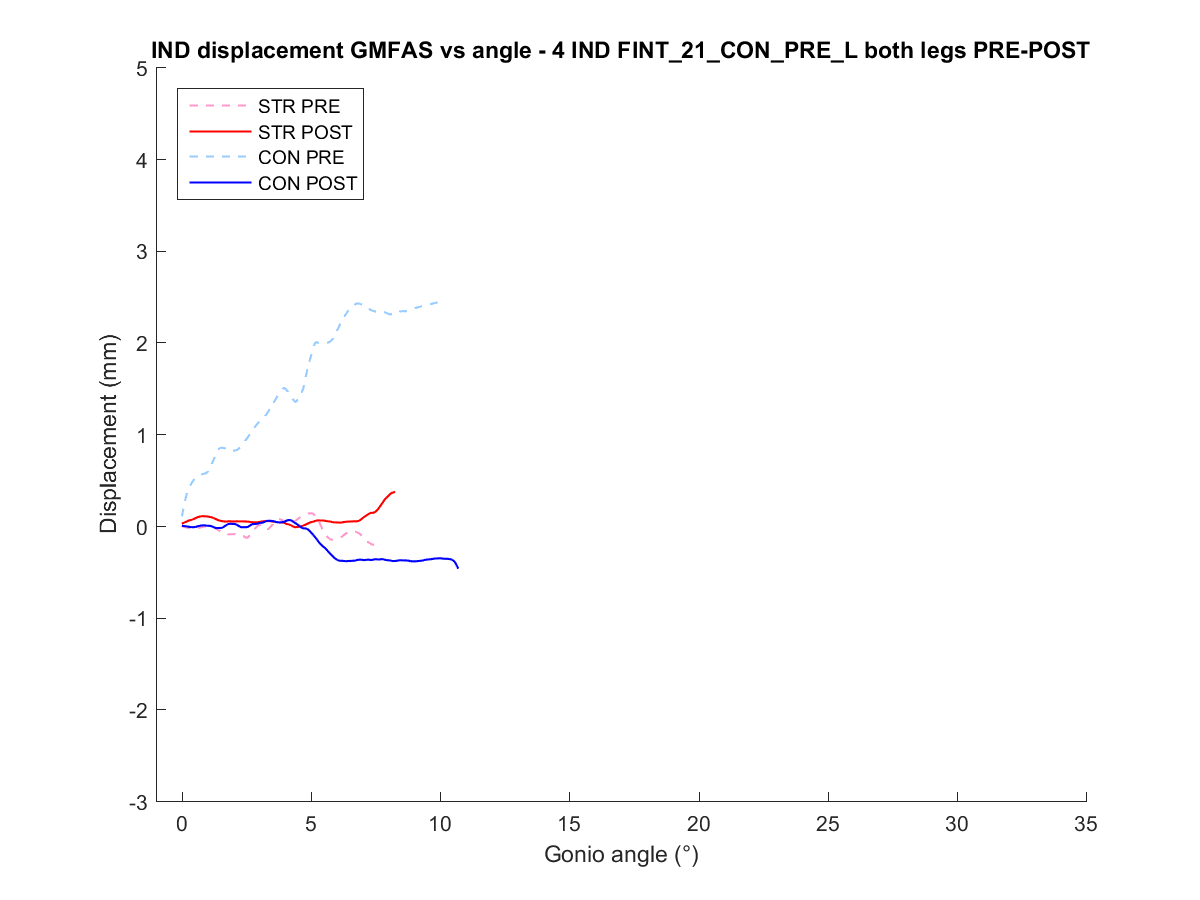 IND displacement GMFAS vs angle - 4 IND FINT_21_CON_PRE_L both legs PRE-POST
STR PRE
STR POST
CON PRE
CON POST
5
4
3
2
1
0
-1
-2
-3
Displacement (mm)
0
5
10
15
20
25
30
35
Gonio angle (°)